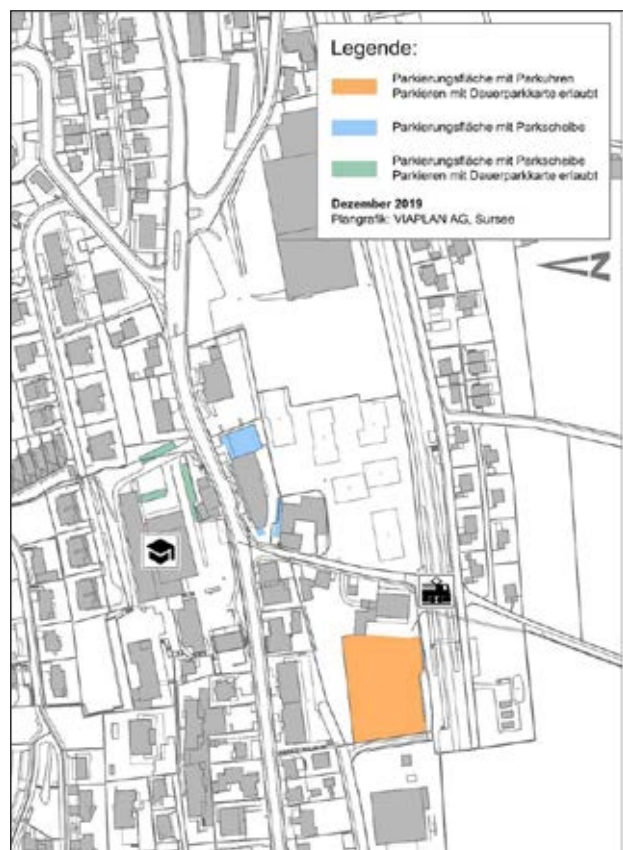 Legende:
Parkierungsfläche mit Parkuhren
Parkieren mit Dauerparkkarte erlaubt
Parkierungsfläche mit Parkscheibe
Parkierungsfläche mit Parkscheibe
Parkieren mit Dauerparkkarte erlaubt
Dezember 2019
Plangrafik: VIAPLAN AG, Sursee
N